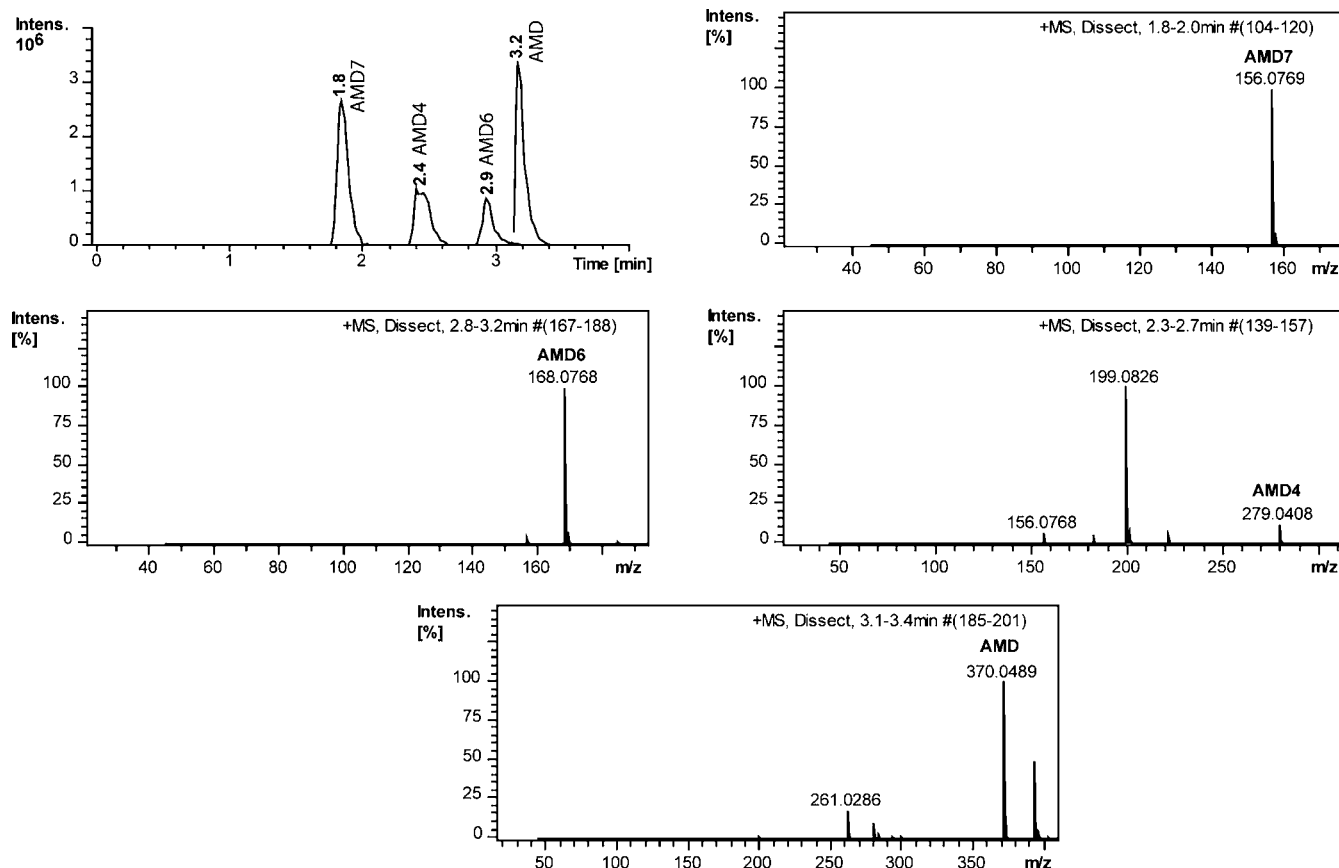 Intens.
10⁶
3
2
1
0
1.8
AMD7
2.4 AMD4
2.9 AMD6
3.2
AMD
0 1 2 3 Time [min]
Intens.
[%]
+MS, Dissect, 1.8-2.0min #(104-120)
AMD7
156.0769
100
75
50
25
0
40 60 80 100 120 140 160 m/z
Intens.
[%]
+MS, Dissect, 2.8-3.2min #(167-188)
AMD6
168.0768
100
75
50
25
0
40 60 80 100 120 140 160 m/z
Intens.
[%]
+MS, Dissect, 2.3-2.7min #(139-157)
199.0826
AMD4
156.0768
279.0408
100
75
50
25
0
50 100 150 200 250 m/z
Intens.
[%]
+MS, Dissect, 3.1-3.4min #(185-201)
AMD
370.0489
261.0286
100
75
50
25
0
50 100 150 200 250 300 350 m/z